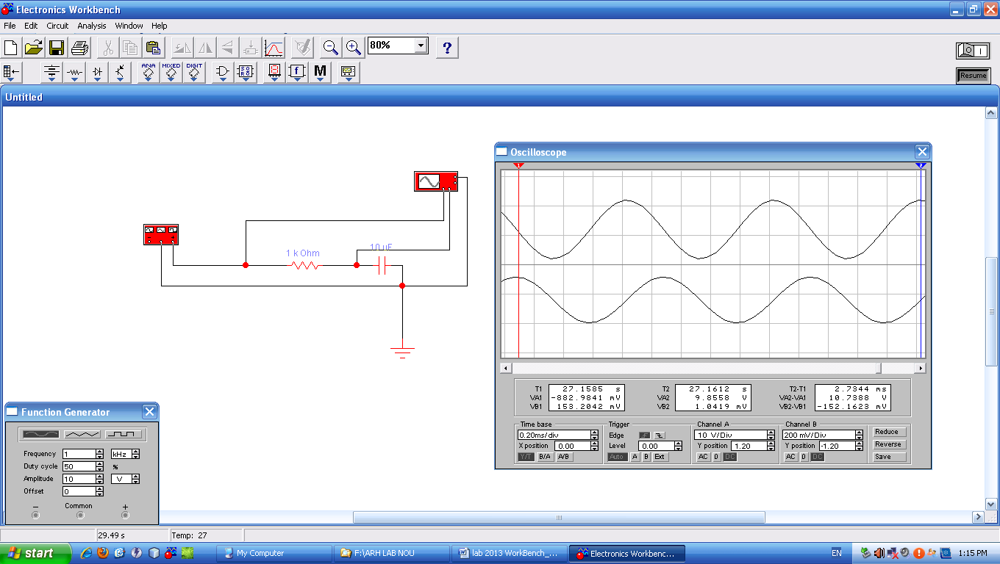 Electronics Workbench
File Edit Circuit Analysis Window Help
80%
?
ANA MIXED DIGIT
f M
Resume
Untitled
Oscilloscope
1 2
10 uF
1 k Ohm
T1 27.1585 s T2 27.1612 s T2-T1 2.7344 ms
VA1 -882.9841 mV VA2 9.8558 V VA2-VA1 10.7388 V
VB1 153.2042 mV VB2 1.0419 mV VB2-VB1 -152.1623 mV
Time base Trigger Channel A Channel B
0.20ms/div Edge 10 V/Div 200 mV/Div Reduce
X position 0.00 Level 0.00 Y position 1.20 Y position -1.20 Reverse
Y/T B/A A/B Auto A B Ext AC 0 DC AC 0 DC Save
Function Generator
Frequency 1 kHz
Duty cycle 50 %
Amplitude 10 V
Offset 0
− Common +
29.49 s Temp: 27
start My Computer F:\ARH LAB NOU lab 2013 WorkBench_... Electronics Workbenc... EN 1:15 PM